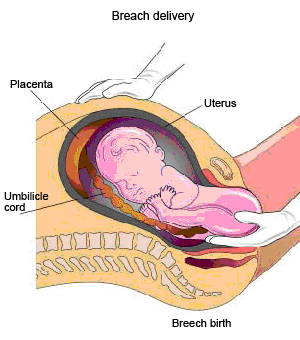 Breach delivery
Placenta
Uterus
Umbilicle
cord
Breech birth